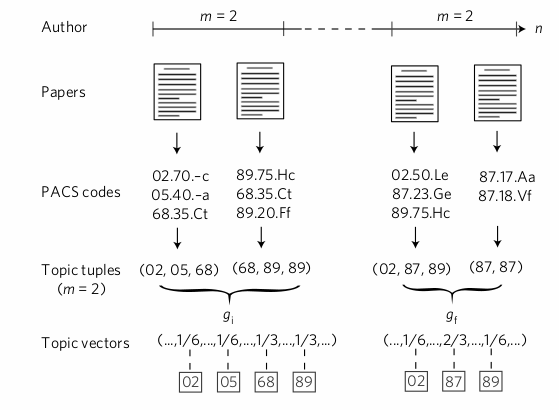 Author m = 2 m = 2 n
Papers
02.70.–c 89.75.Hc 02.50.Le 87.17.Aa
PACS codes 05.40.–a 68.35.Ct 87.23.Ge 87.18.Vf
68.35.Ct 89.20.Ff 89.75.Hc
Topic tuples (02, 05, 68) (68, 89, 89) (02, 87, 89) (87, 87)
(m = 2)
gi gf
Topic vectors (...,1/6,...,1/6,...,1/3,...,1/3,...) (...,1/6,...,2/3,...,1/6,...)
02 05 68 89 02 87 89